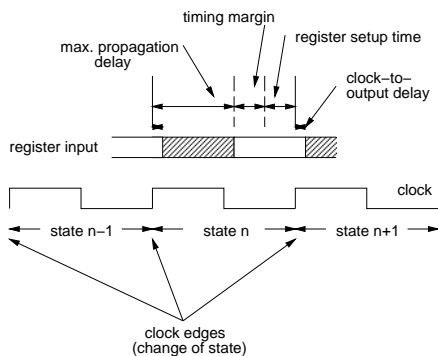 timing margin
max. propagation
delay
register setup time
clock-to-
output delay
register input
clock
state n-1
state n
state n+1
clock edges
(change of state)